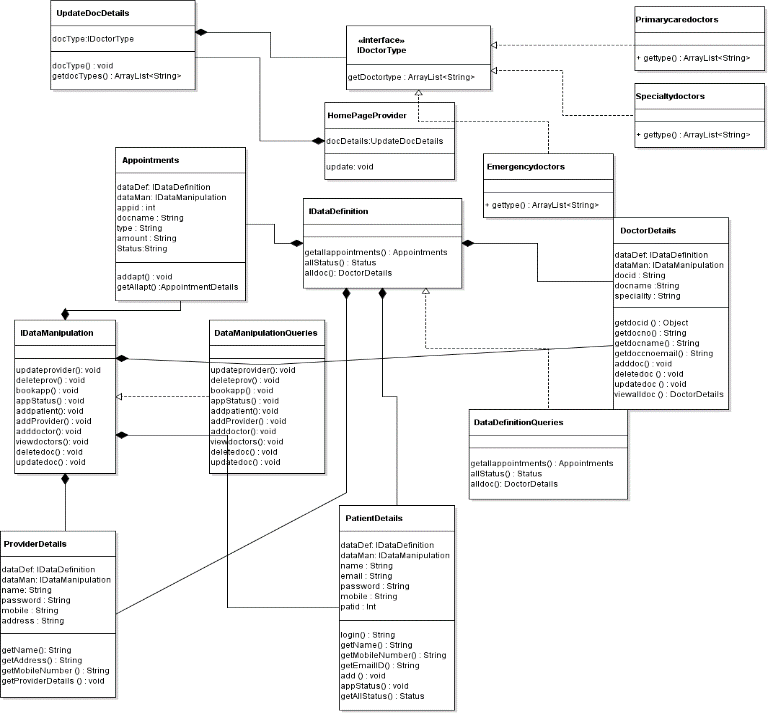 UpdateDocDetails
docType:IDoctorType
docType() : void
getdocTypes() : ArrayList<String>
«interface»
IDoctorType
getDoctortype : ArrayList<String>
Primarycaredoctors
+ gettype() : ArrayList<String>
Specialtydoctors
+ gettype() : ArrayList<String>
HomePageProvider
docDetails:UpdateDocDetails
update: void
Emergencydoctors
+ gettype() : ArrayList<String>
Appointments
dataDef: IDataDefinition
dataMan: IDataManipulation
appid : int
docname : String
type : String
amount : String
Status:String
addapt() : void
getAllapt() :AppointmentDetails
IDataDefinition
getallappointments() : Appointments
allStatus() : Status
alldoc() : DoctorDetails
DoctorDetails
dataDef: IDataDefinition
dataMan: IDataManipulation
docid : String
docname :String
speciality : String
getdocid () : Object
getdocno() : String
getdocname() : String
getdoccnoemail() : String
adddoc() : void
deletedoc () : void
updatedoc () : void
viewalldoc () : DoctorDetails
IDataManipulation
updateprovider(): void
deleteprov() : void
bookapp() : void
appStatus() : void
addpatient(): void
addProvider() : void
adddoctor() : void
viewdoctors() : void
deletedoc() : void
updatedoc() : void
DataManipulationQueries
updateprovider(): void
deleteprov() : void
bookapp() : void
appStatus() : void
addpatient(): void
addProvider() : void
adddoctor() : void
viewdoctors() : void
deletedoc() : void
updatedoc() : void
DataDefinitionQueries
getallappointments() : Appointments
allStatus() : Status
alldoc(): DoctorDetails
ProviderDetails
dataDef: IDataDefinition
dataMan: IDataManipulation
name: String
password : String
mobile : String
address : String
getName(): String
getAddress() : String
getMobileNumber () : String
getProviderDetails () : void
PatientDetails
dataDef: IDataDefinition
dataMan: IDataManipulation
name : String
email : String
password : String
mobile : String
patid : Int
login() : String
getName() : String
getMobileNumber() : String
getEmailID() : String
add () : void
appStatus() : void
getAllStatus() : Status